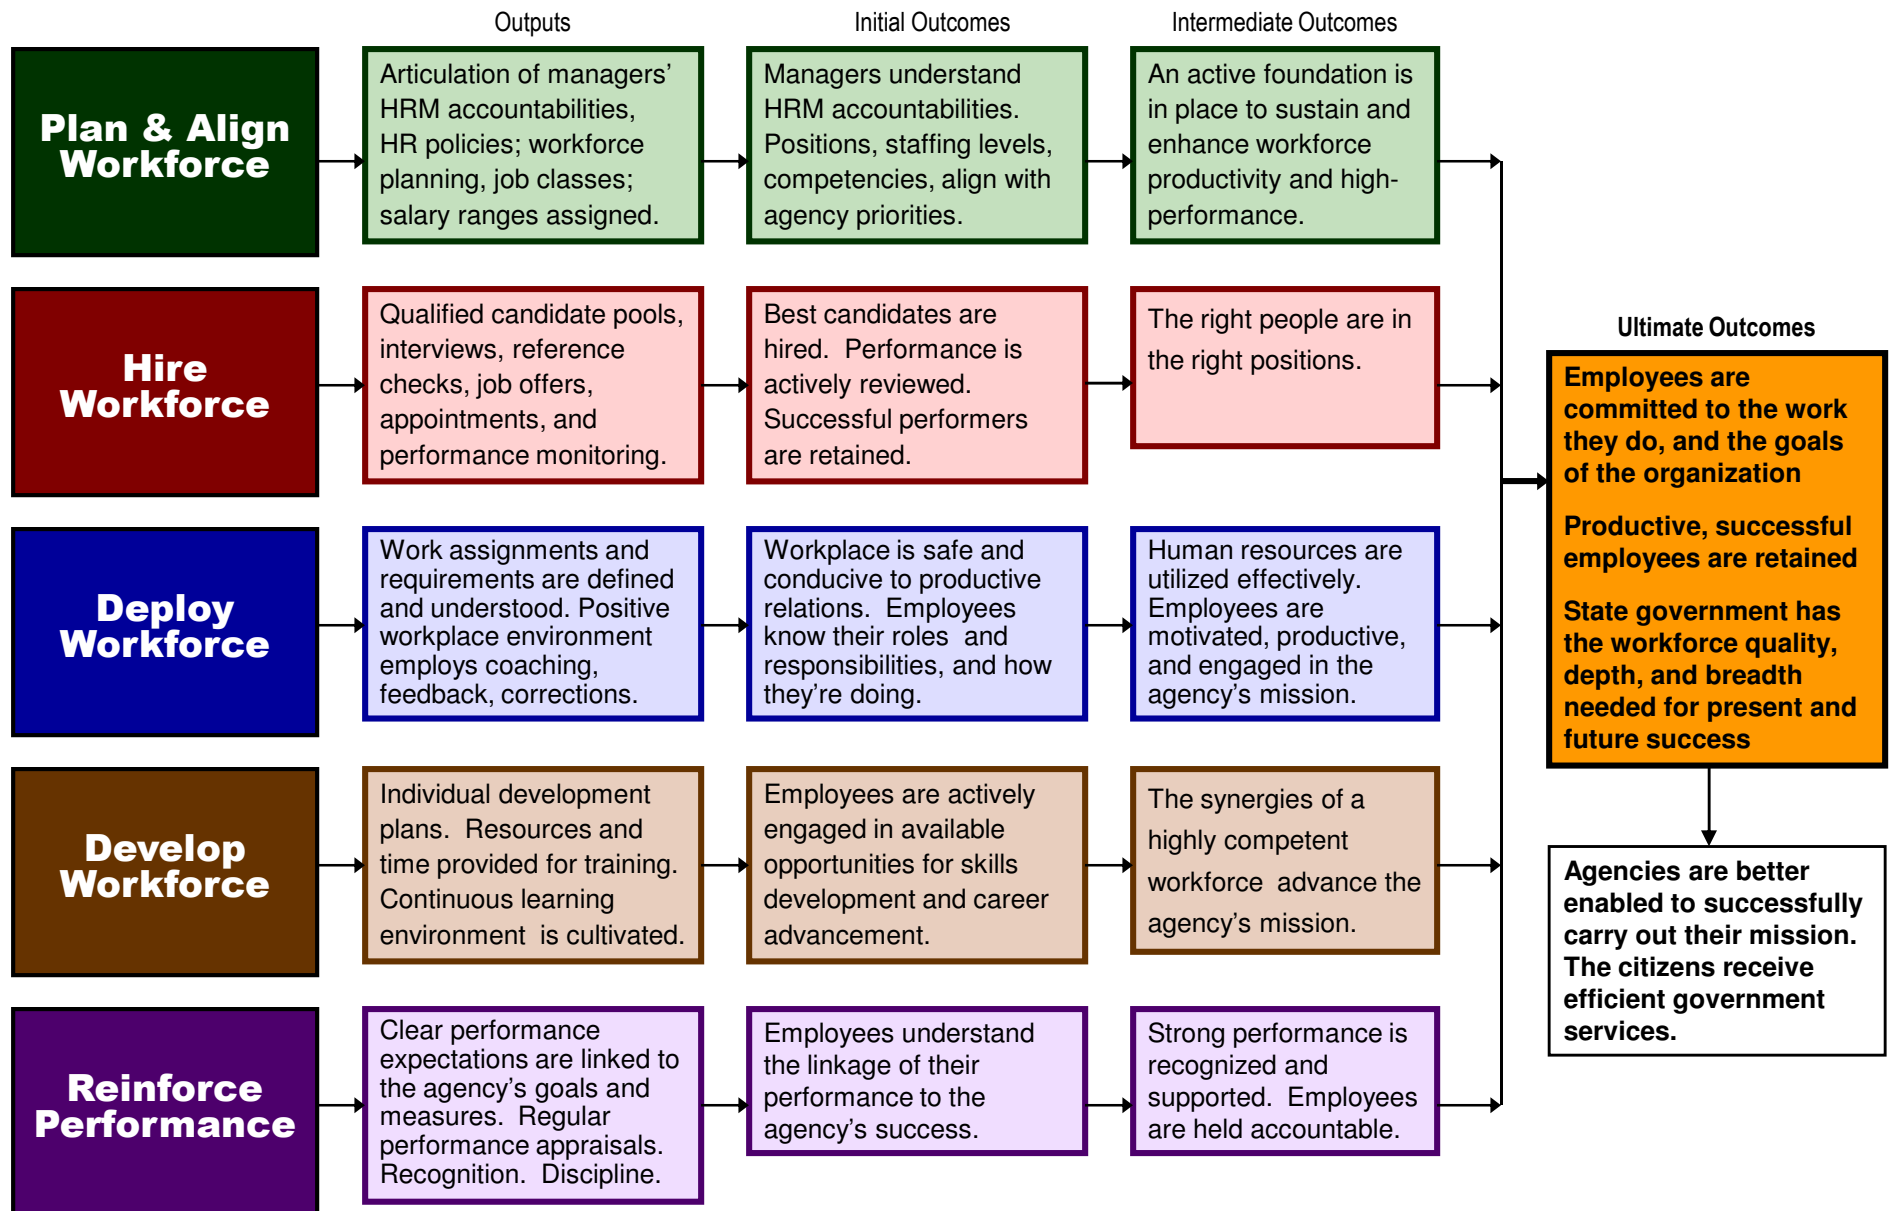 Outputs
Initial Outcomes
Intermediate Outcomes
Plan & Align
Workforce
Articulation of managers’
HRM accountabilities,
HR policies; workforce
planning, job classes;
salary ranges assigned.
Managers understand
HRM accountabilities.
Positions, staffing levels,
competencies, align with
agency priorities.
An active foundation is
in place to sustain and
enhance workforce
productivity and high-
performance.
Hire
Workforce
Qualified candidate pools,
interviews, reference
checks, job offers,
appointments, and
performance monitoring.
Best candidates are
hired.  Performance is
actively reviewed.
Successful performers
are retained.
The right people are in
the right positions.
Deploy
Workforce
Work assignments and
requirements are defined
and understood. Positive
workplace environment
employs coaching,
feedback, corrections.
Workplace is safe and
conducive to productive
relations.  Employees
know their roles  and
responsibilities, and how
they’re doing.
Human resources are
utilized effectively.
Employees are
motivated, productive,
and engaged in the
agency’s mission.
Develop
Workforce
Individual development
plans.  Resources and
time provided for training.
Continuous learning
environment  is cultivated.
Employees are actively
engaged in available
opportunities for skills
development and career
advancement.
The synergies of a
highly competent
workforce  advance the
agency’s mission.
Reinforce
Performance
Clear performance
expectations are linked to
the agency’s goals and
measures.  Regular
performance appraisals.
Recognition.  Discipline.
Employees understand
the linkage of their
performance to the
agency’s success.
Strong performance is
recognized and
supported.  Employees
are held accountable.
Ultimate Outcomes
Employees are
committed to the work
they do, and the goals
of the organization
Productive, successful
employees are retained
State government has
the workforce quality,
depth, and breadth
needed for present and
future success
Agencies are better
enabled to successfully
carry out their mission.
The citizens receive
efficient government
services.